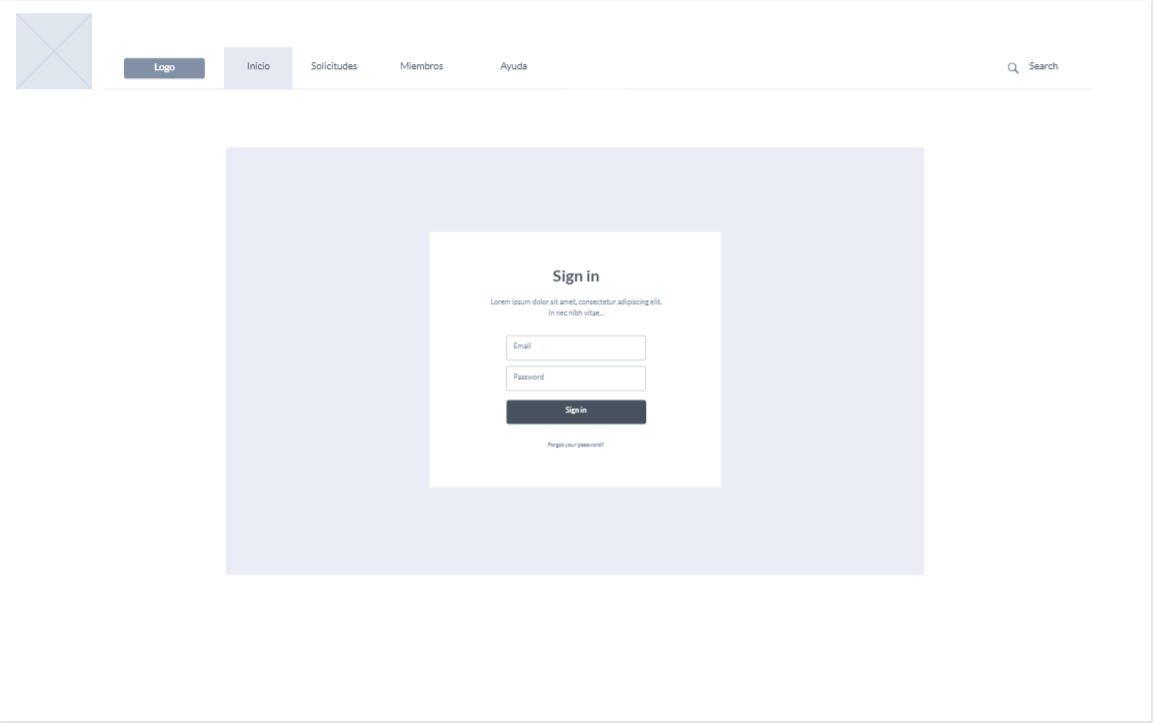 Logo
Inicio
Solicitudes
Miembros
Ayuda
Search
Sign in
Lorem ipsum dolor sit amet, consectetur adipiscing elit.
In nec nibh vitae...
Email
Password
Sign in
Forgot your password?